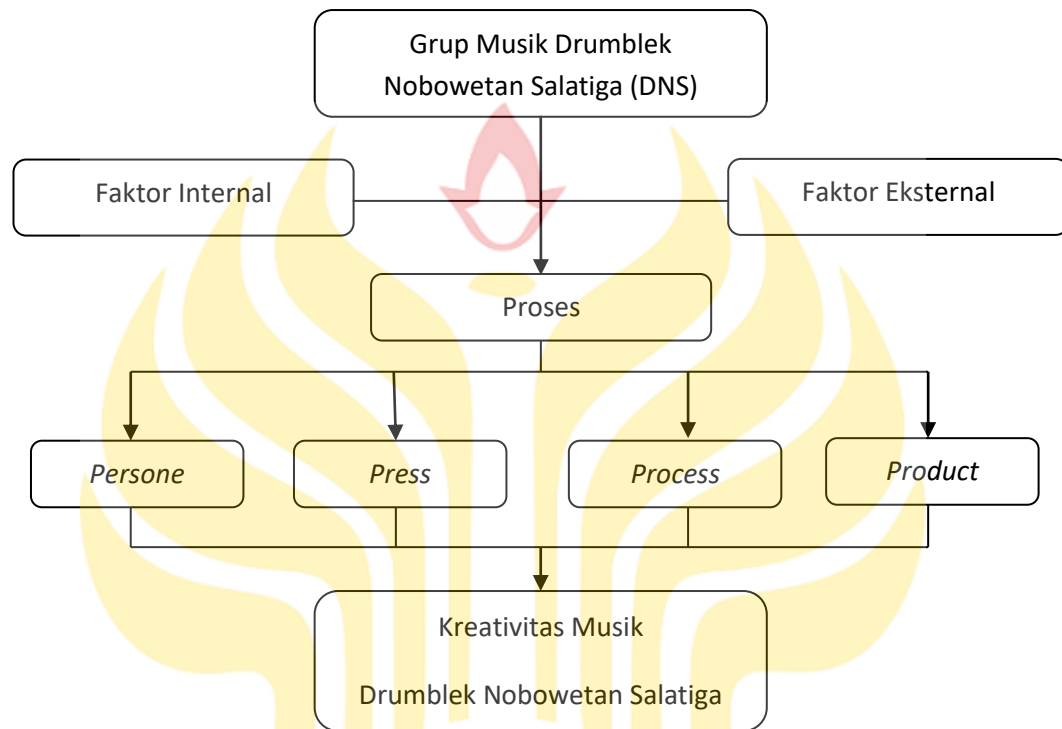 Grup Musik Drumblek
Nobowetan Salatiga (DNS)
Faktor Internal
Faktor Eksternal
Proses
Persone
Press
Process
Product
Kreativitas Musik
Drumblek Nobowetan Salatiga